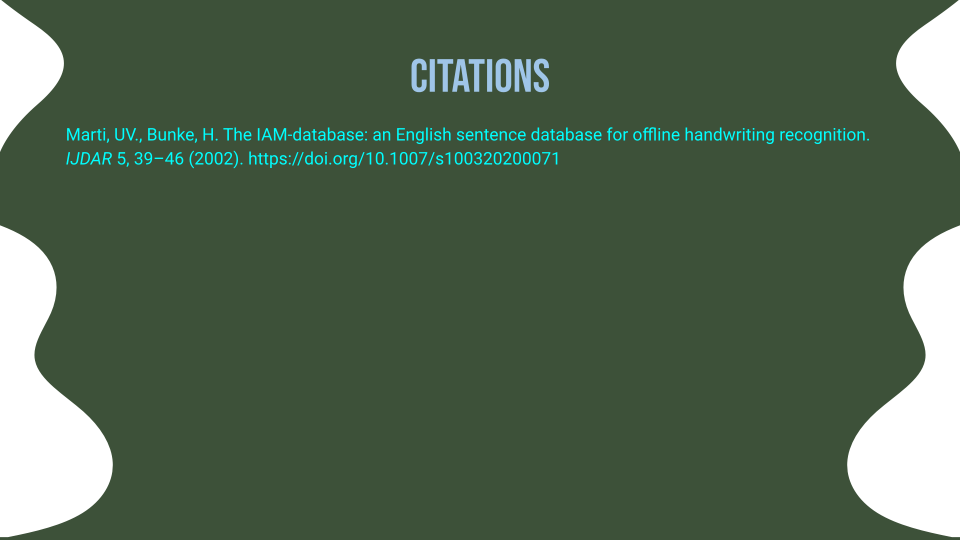 CITATIONS
Marti, UV., Bunke, H. The IAM-database: an English sentence database for offline handwriting recognition.
IJDAR 5, 39–46 (2002). https://doi.org/10.1007/s100320200071